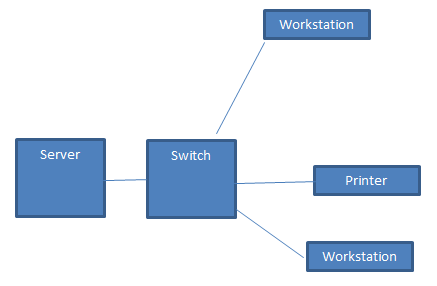 Workstation
Server
Switch
Printer
Workstation